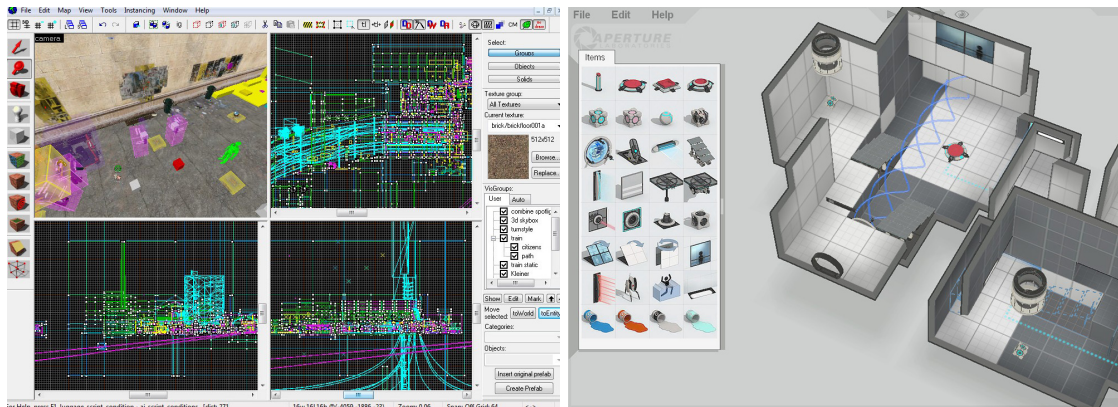 File Edit Map View Tools Instancing Window Help
CM
camera
Select:
Groups
Objects
Solids
Texture group:
All Textures
Current texture:
brick/brickfloor001a
512x512
Browse...
Replace...
VisGroups:
User Auto
combine spotlig
3d skybox
turnstyle
train
citizens
path
train static
Kleiner
Show Edit Mark
Move
selected: toWorld toEntity
Categories:
Objects:
Insert original prefab
Create Prefab
File Edit Help
APERTURE
LABORATORIES
Items